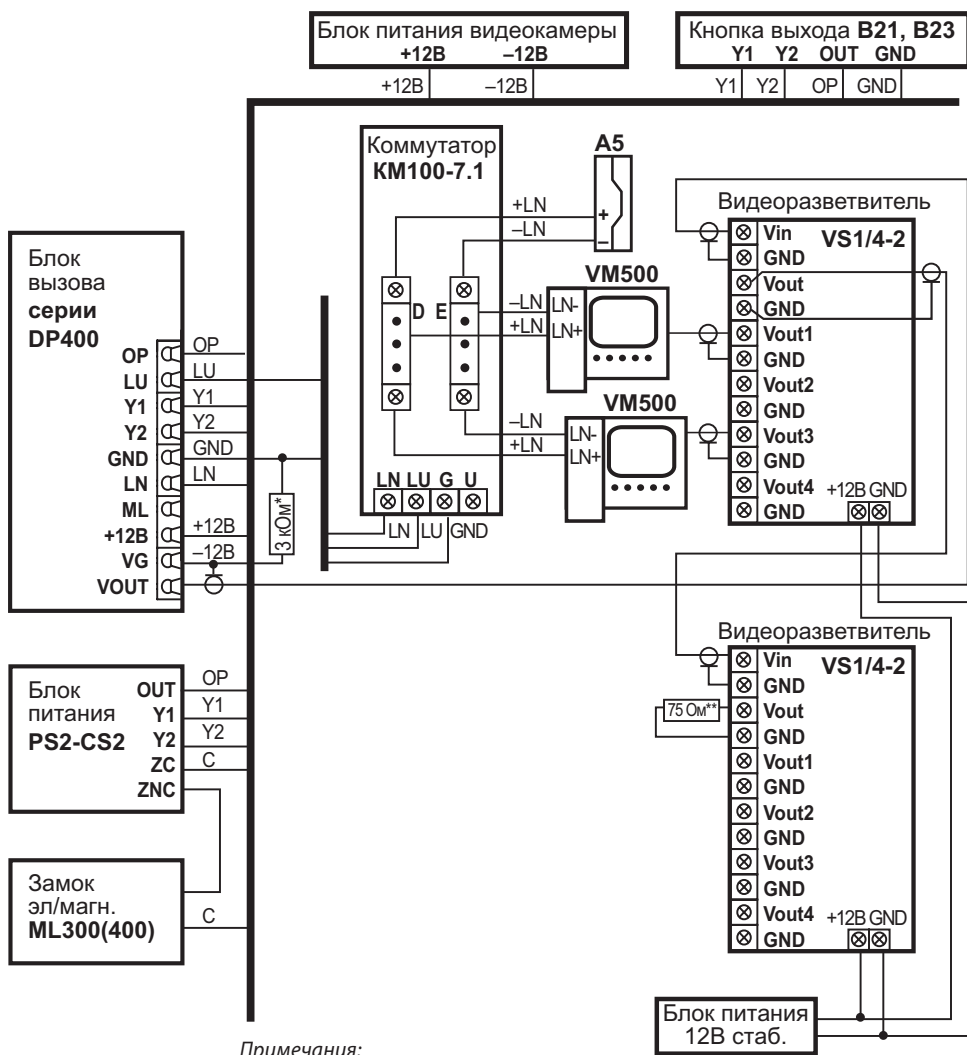 Блок питания видеокамеры
+12В –12В
+12В –12В
Кнопка выхода B21, B23
Y1 Y2 OUT GND
Y1 Y2 OP GND
Коммутатор
КМ100-7.1
A5
+LN
–LN
+
–
D E
VM500
–LN LN-
+LN LN+
VM500
–LN LN-
+LN LN+
LN LU G U
LN LU GND
Блок
вызова
серии
DP400
OP OP
LU LU
Y1 Y1
Y2 Y2
GND GND
LN LN
ML
+12В +12В
VG –12В
VOUT
3 кОм*
Видеоразветвитель
VS1/4-2
Vin
GND
Vout
GND
Vout1
GND
Vout2
GND
Vout3
GND
Vout4
GND
+12В GND
Видеоразветвитель
VS1/4-2
Vin
GND
Vout
GND
Vout1
GND
Vout2
GND
Vout3
GND
Vout4
GND
+12В GND
75 Ом**
Блок
питания
PS2-CS2
OUT OP
Y1 Y1
Y2 Y2
ZC C
ZNC
Замок
эл/магн.
ML300(400)
C
Блок питания
12В стаб.
Примечания: